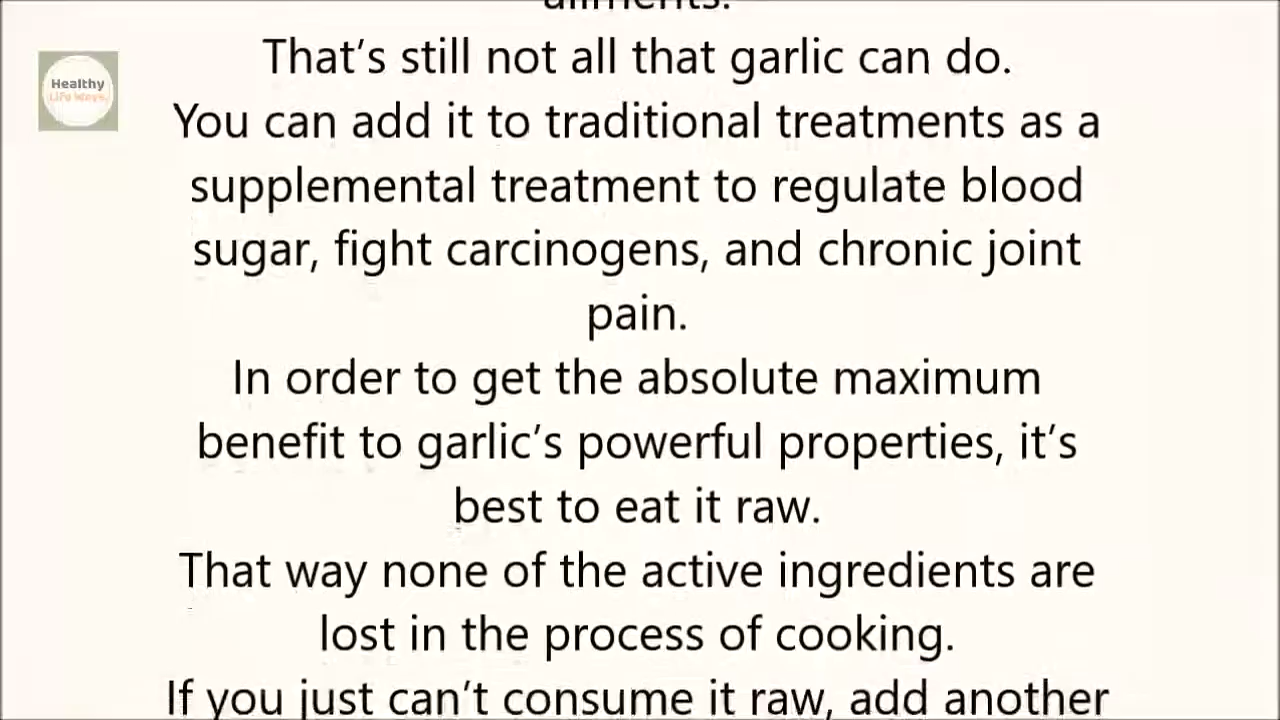 ailments.
Healthy
Life Ways
That's still not all that garlic can do.
You can add it to traditional treatments as a
supplemental treatment to regulate blood
sugar, fight carcinogens, and chronic joint
pain.
In order to get the absolute maximum
benefit to garlic's powerful properties, it's
best to eat it raw.
That way none of the active ingredients are
lost in the process of cooking.
If you just can't consume it raw, add another